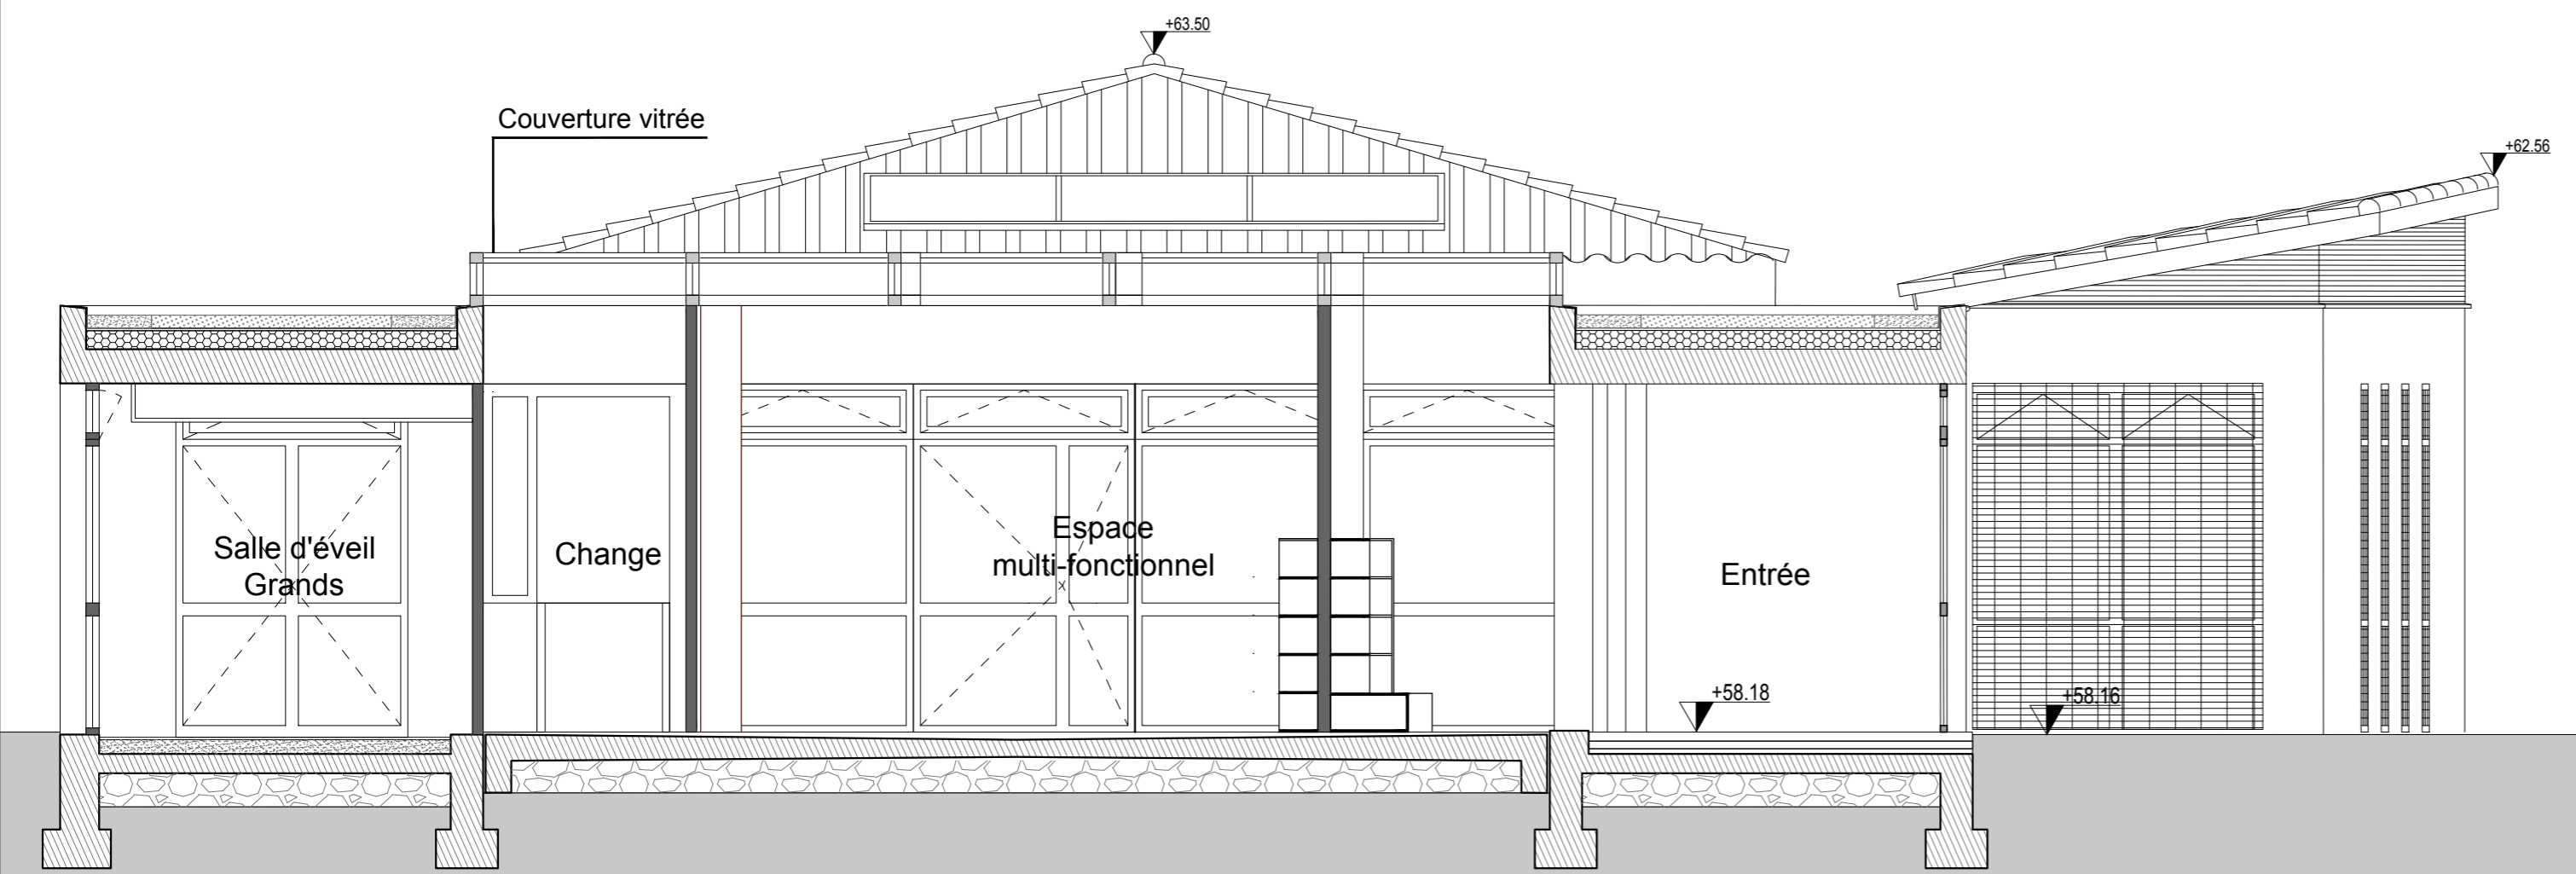 +63.50
Couverture vitrée
+62.56
Salle d'éveil
Grands
Change
Espace
multi-fonctionnel
Entrée
+58.18
+58.16